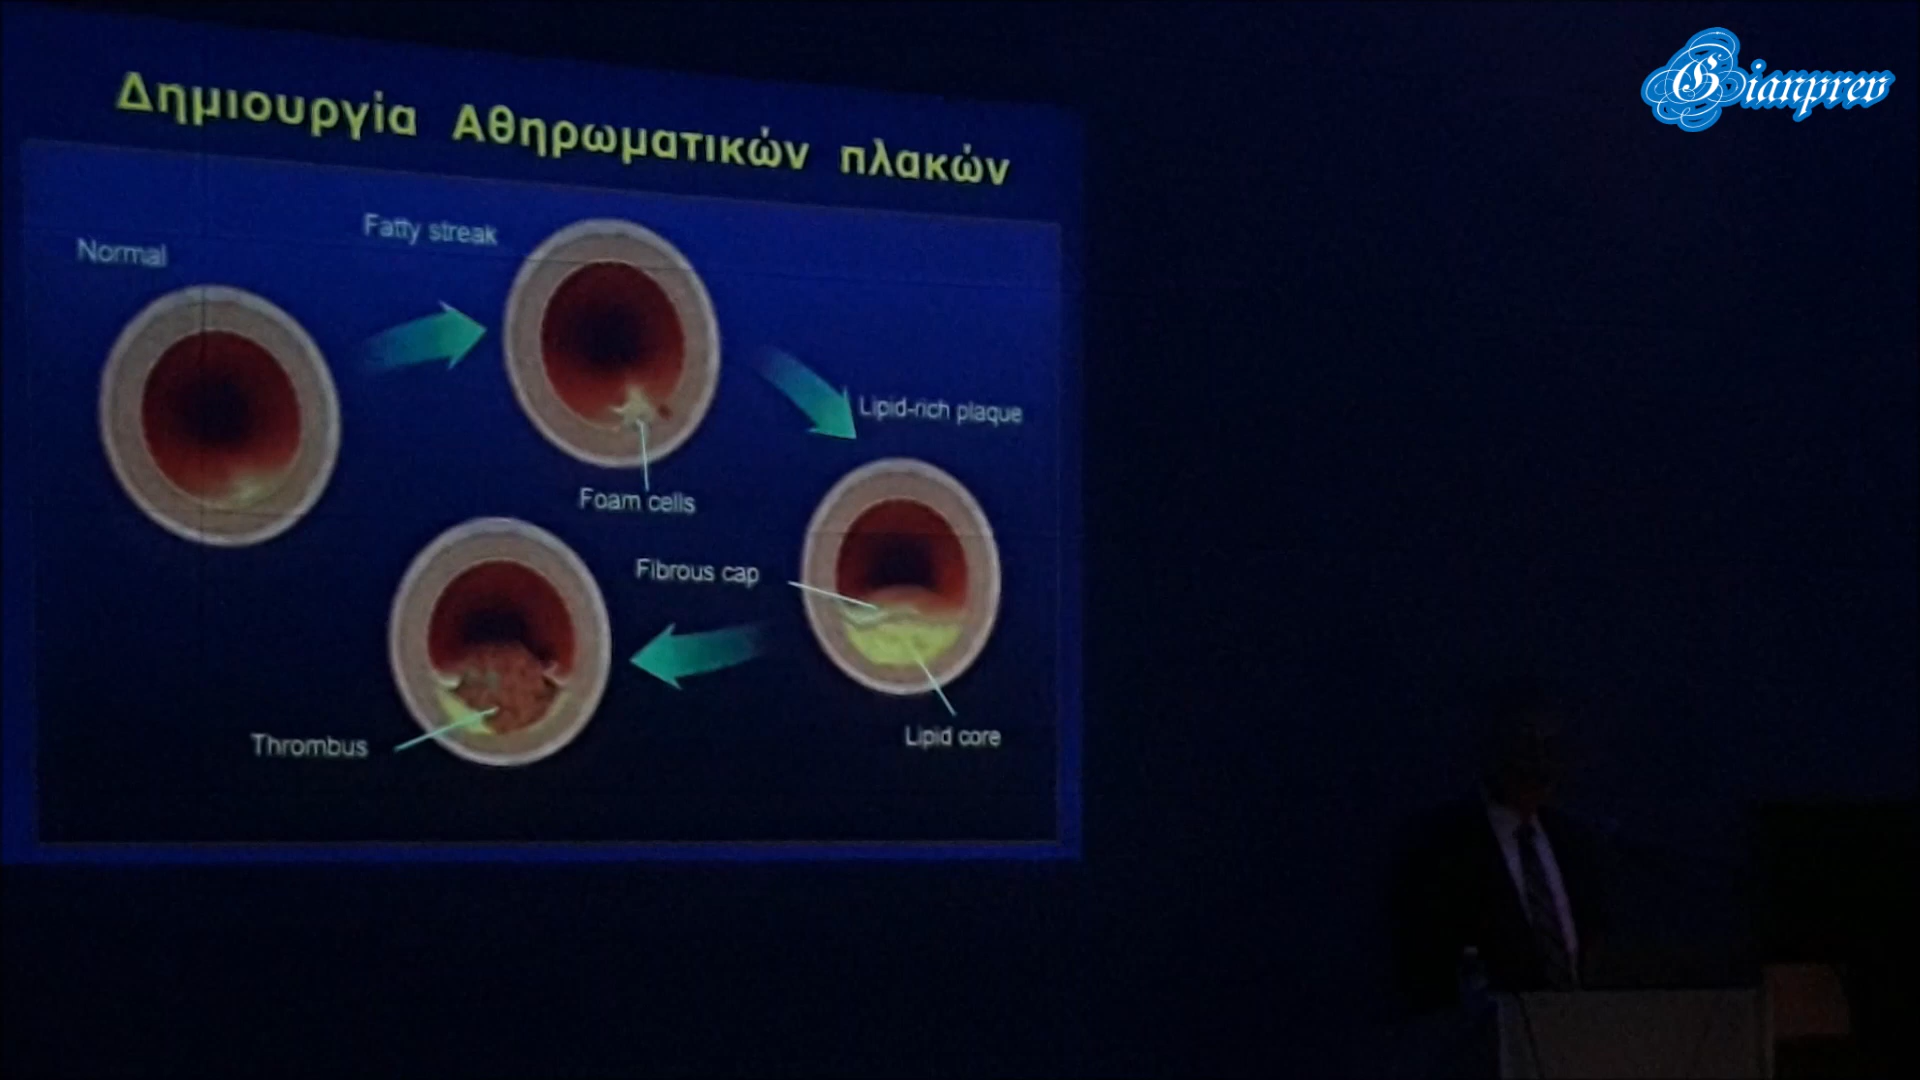 Gianprev
Δημιουργία Αθηρωματικών πλακών
Normal
Fatty streak
Lipid-rich plaque
Foam cells
Fibrous cap
Thrombus
Lipid core